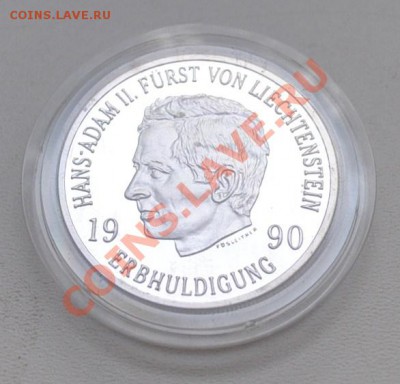 COINS.LAVE.RU
HANS-ADAM II. FÜRST VON LIECHTENSTEIN
19 90
ERBHULDIGUNG
COINS.LAVE.RU